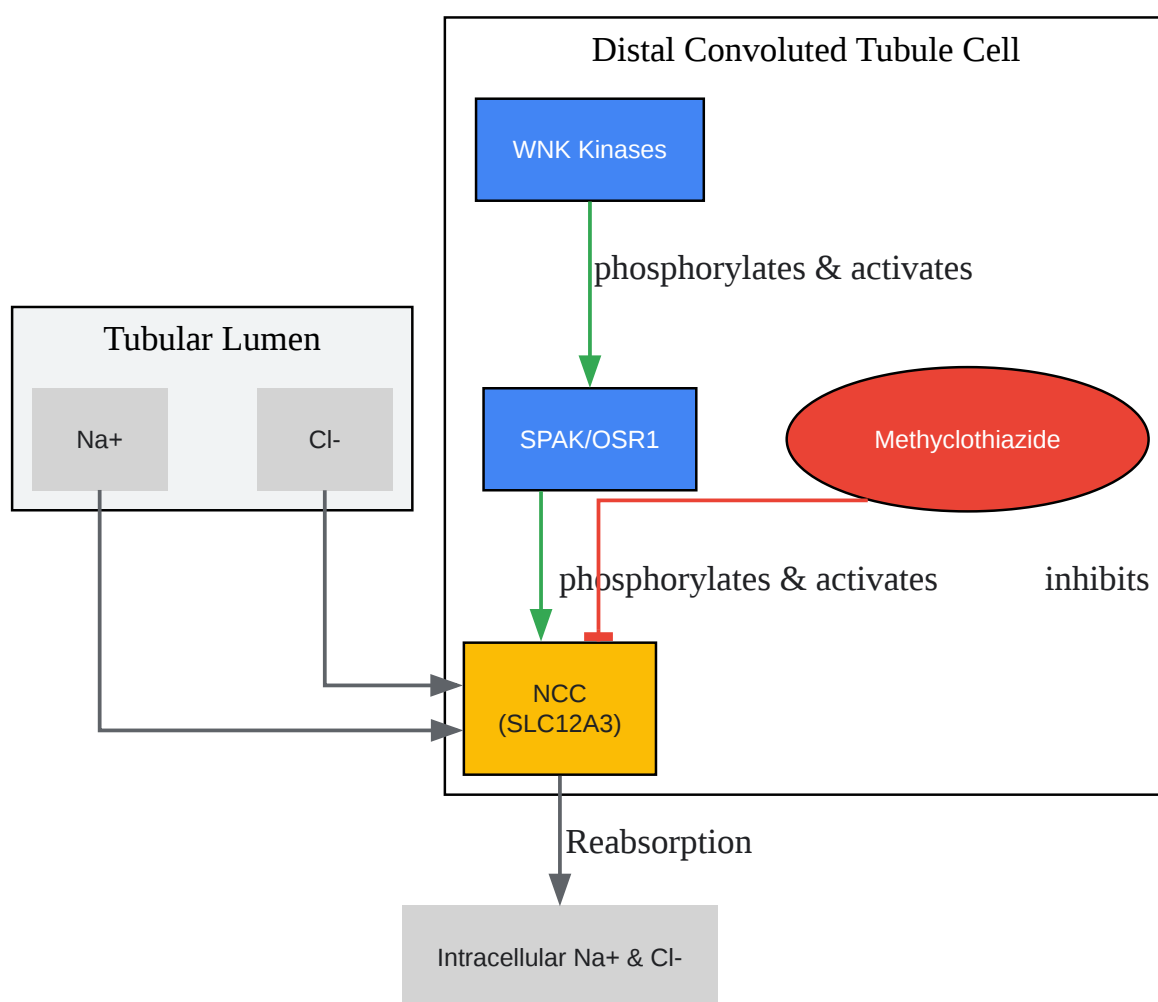 Distal Convoluted Tubule Cell
WNK Kinases
phosphorylates & activates
Tubular Lumen
Na+
Cl-
SPAK/OSR1
Methyclothiazide
phosphorylates & activates
inhibits
NCC
(SLC12A3)
Reabsorption
Intracellular Na+ & Cl-